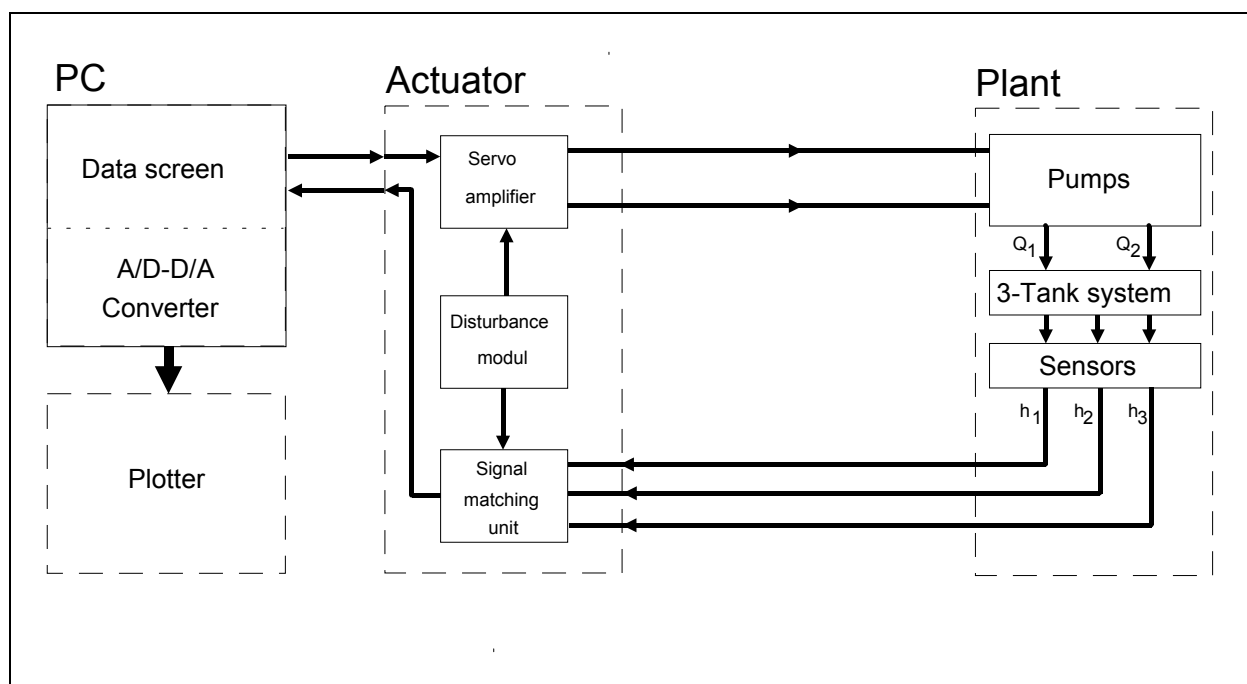 PC
Actuator
Plant
Data screen
A/D-D/A
Converter
Plotter
Servo
amplifier
Disturbance
modul
Signal
matching
unit
Pumps
Q1
Q2
3-Tank system
Sensors
h1
h2
h3